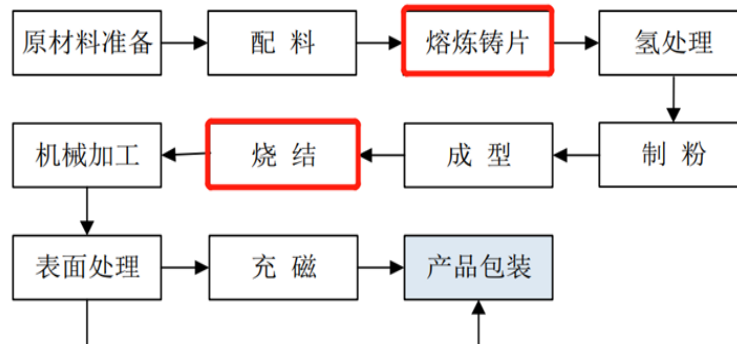 原材料准备
配 料
熔炼铸片
氢处理
制 粉
成 型
烧 结
机械加工
表面处理
充 磁
产品包装